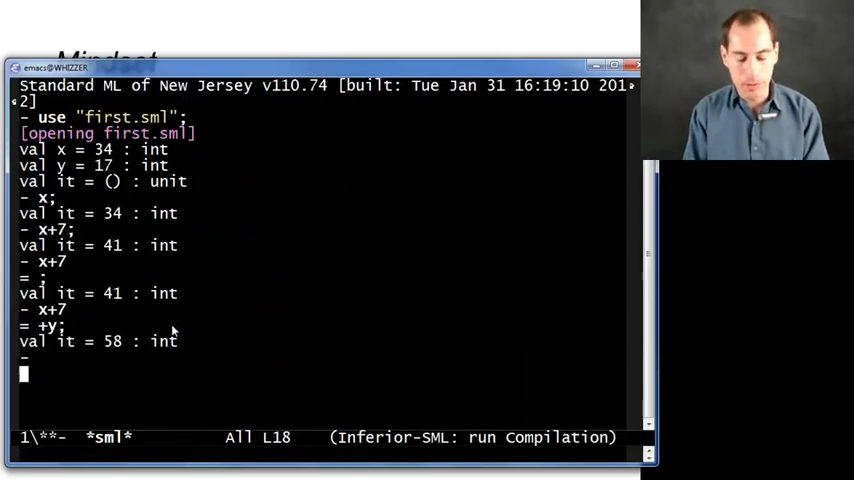 Mindset
emacs@WHIZZER
Standard ML of New Jersey v110.74 [built: Tue Jan 31 16:19:10 201
2]
- use "first.sml";
[opening first.sml]
val x = 34 : int
val y = 17 : int
val it = () : unit
- x;
val it = 34 : int
- x+7;
val it = 41 : int
- x+7
= ;
val it = 41 : int
- x+7
= +y;
val it = 58 : int
-
1\**- *sml* All L18 (Inferior-SML: run Compilation)